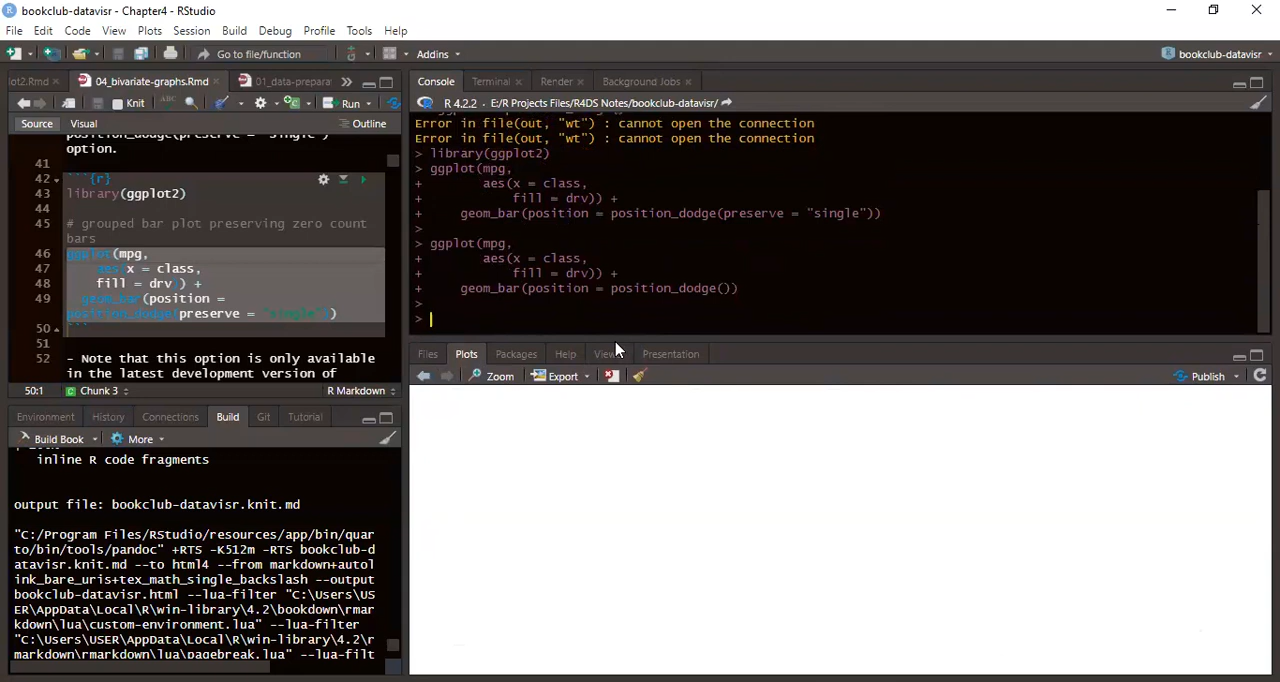 bookclub-datavisr - Chapter4 - RStudio
File Edit Code View Plots Session Build Debug Profile Tools Help
Go to file/function
Addins
bookclub-datavisr
lot2.Rmd
04_bivariate-graphs.Rmd
01_data-prepara
Knit
ABC
Run
Source
Visual
Outline
option.
41
42 ```{r}
43 library(ggplot2)
44
45 # grouped bar plot preserving zero count
bars
46 ggplot(mpg,
47 aes(x = class,
48 fill = drv)) +
49 geom_bar(position =
position_dodge(preserve = "single"))
50 ```
51
52 - Note that this option is only available
in the latest development version of
50:1
Chunk 3
R Markdown
Environment History Connections Build Git Tutorial
Build Book
More
inline R code fragments
output file: bookclub-datavisr.knit.md
"C:/Program Files/RStudio/resources/app/bin/quar
to/bin/tools/pandoc" +RTS -K512m -RTS bookclub-d
atavisr.knit.md --to html4 --from markdown+autol
ink_bare_uris+tex_math_single_backslash --output
bookclub-datavisr.html --lua-filter "C:\Users\US
ER\AppData\Local\R\win-library\4.2\bookdown\rmar
kdown\lua\custom-environment.lua" --lua-filter
"C:\Users\USER\AppData\Local\R\win-library\4.2\r
markdown\rmarkdown\lua\pagebreak.lua" --lua-filt
Console Terminal Render Background Jobs
R 4.2.2 · E:/R Projects Files/R4DS Notes/bookclub-datavisr/
Error in file(out, "wt") : cannot open the connection
Error in file(out, "wt") : cannot open the connection
> library(ggplot2)
> ggplot(mpg,
+ aes(x = class,
+ fill = drv)) +
+ geom_bar(position = position_dodge(preserve = "single"))
>
> ggplot(mpg,
+ aes(x = class,
+ fill = drv)) +
+ geom_bar(position = position_dodge())
>
>
Files Plots Packages Help View Presentation
Zoom
Export
Publish